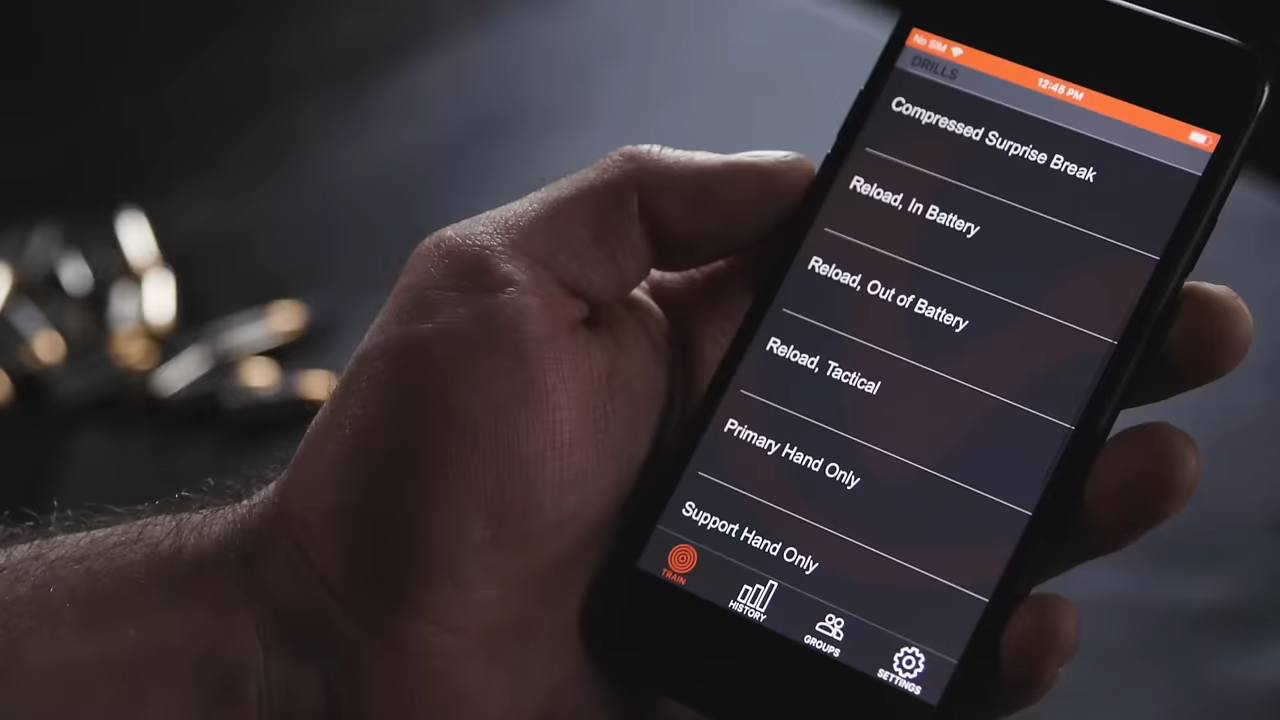 No SIM
12:45 PM
DRILLS
Compressed Surprise Break
Reload, In Battery
Reload, Out of Battery
Reload, Tactical
Primary Hand Only
Support Hand Only
TRAIN
HISTORY
GROUPS
SETTINGS